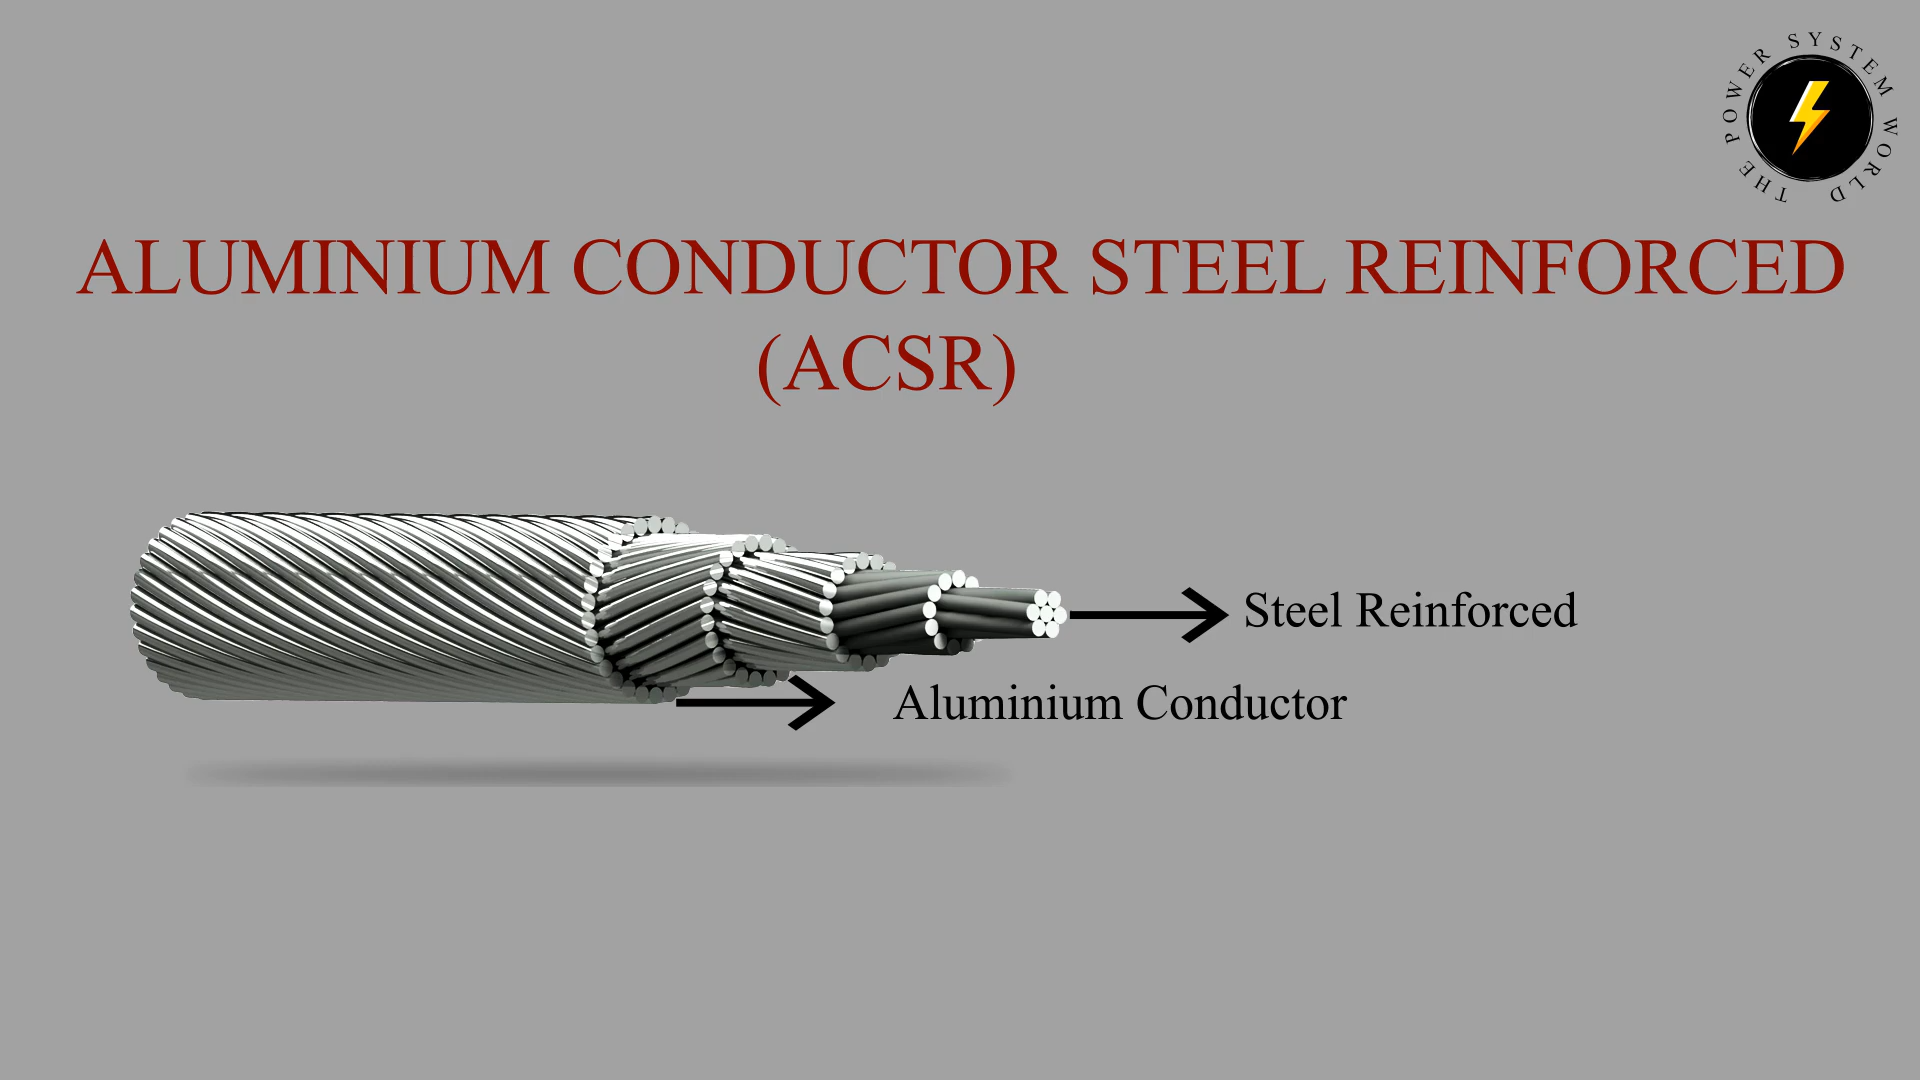 THE POWER SYSTEM WORLD
ALUMINIUM CONDUCTOR STEEL REINFORCED
(ACSR)
Steel Reinforced
Aluminium Conductor